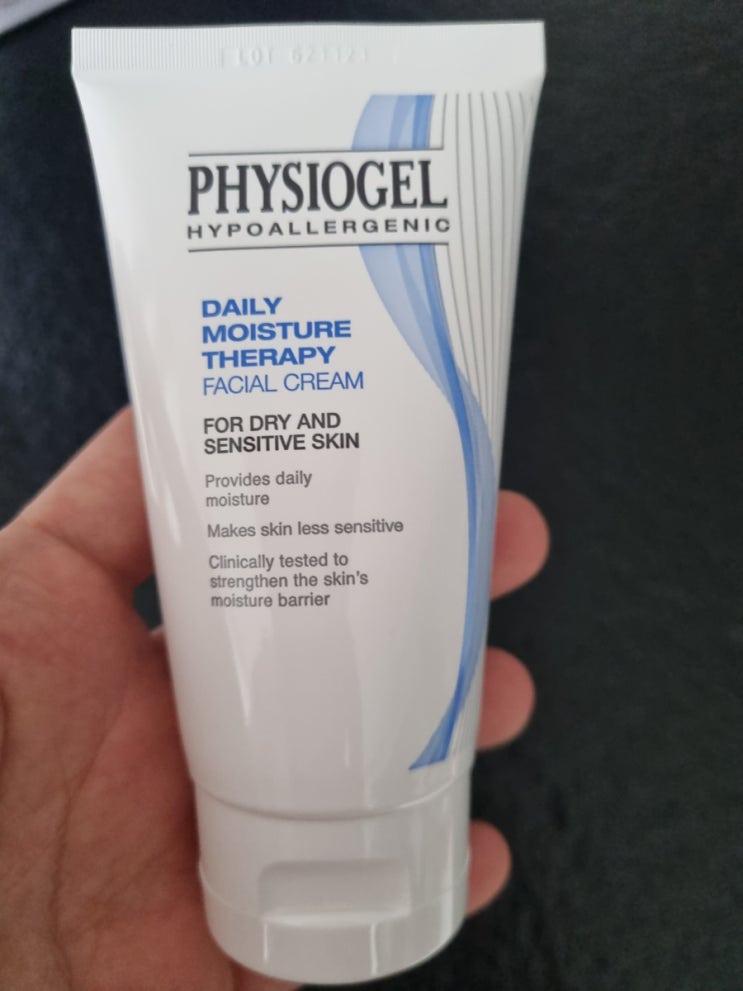 PHYSIOGEL
HYPOALLERGENIC
DAILY
MOISTURE
THERAPY
FACIAL CREAM
FOR DRY AND
SENSITIVE SKIN
Provides daily
moisture
Makes skin less sensitive
Clinically tested to
strengthen the skin's
moisture barrier